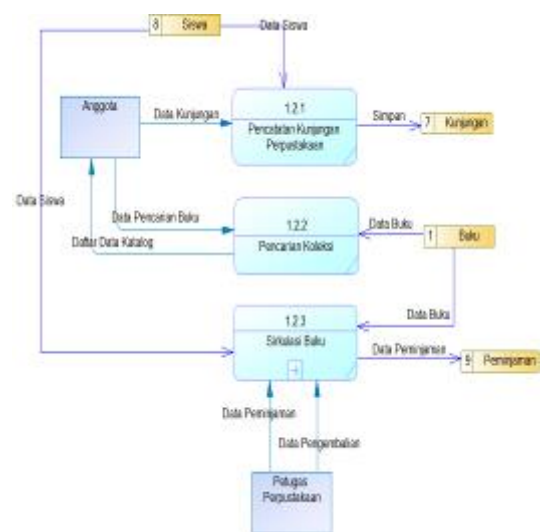 8 Siswa
Data Siswa
Anggota
Data Kunjungan
1.2.1
Pencatatan Kunjungan
Perpustakaan
Simpan
7 Kunjungan
Data Siswa
Data Pencarian Buku
Daftar Data Katalog
1.2.2
Pencarian Koleksi
Data Buku
1 Buku
Data Buku
1.2.3
Sirkulasi Buku
Data Peminjaman
9 Peminjaman
Data Peminjaman
Data Pengembalian
Petugas
Perpustakaan